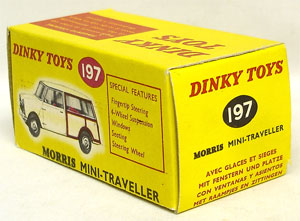 DINKY
TOYS
DINKY TOYS
197
SPECIAL FEATURES
Fingertip Steering
4-Wheel Suspension
Windows
Seating
Steering Wheel
MORRIS MINI-TRAVELLER
DINKY TOYS
197
MORRIS MINI-TRAVELLER
AVEC GLACES ET SIEGES
MIT FENSTERN UND PLATZE
CON VENTANAS Y ASIENTOS
MET RAAMPJES EN ZITTINGEN